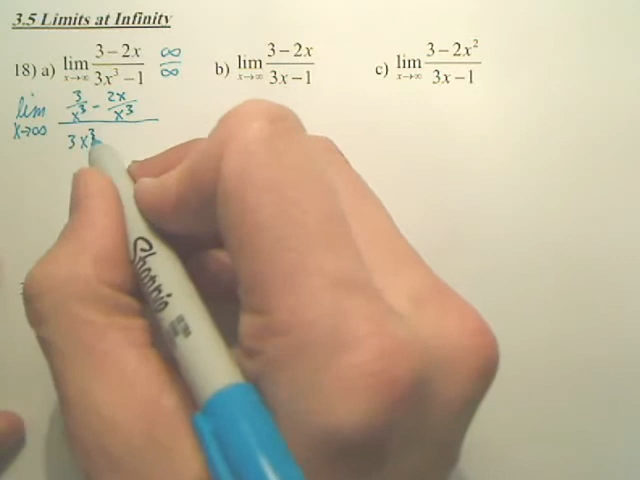 3.5 Limits at Infinity
18) a) lim x→∞ (3 − 2x)/(3x³ − 1) ∞/∞ b) lim x→∞ (3 − 2x)/(3x − 1) c) lim x→∞ (3 − 2x²)/(3x − 1)
lim x→∞ 3/x³ − 2x/x³
3x³
Sharpie